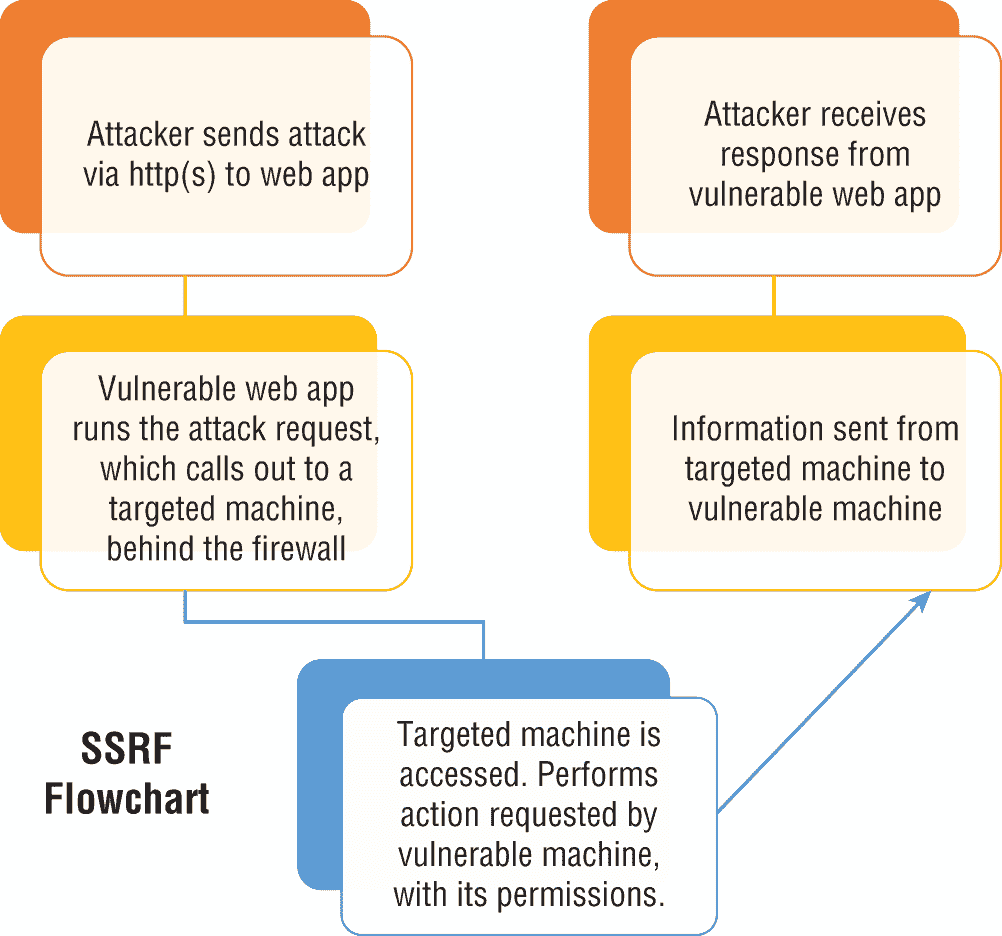 Attacker sends attack
via http(s) to web app
Vulnerable web app
runs the attack request,
which calls out to a
targeted machine,
behind the firewall
Targeted machine is
accessed. Performs
action requested by
vulnerable machine,
with its permissions.
Information sent from
targeted machine to
vulnerable machine
Attacker receives
response from
vulnerable web app
SSRF
Flowchart